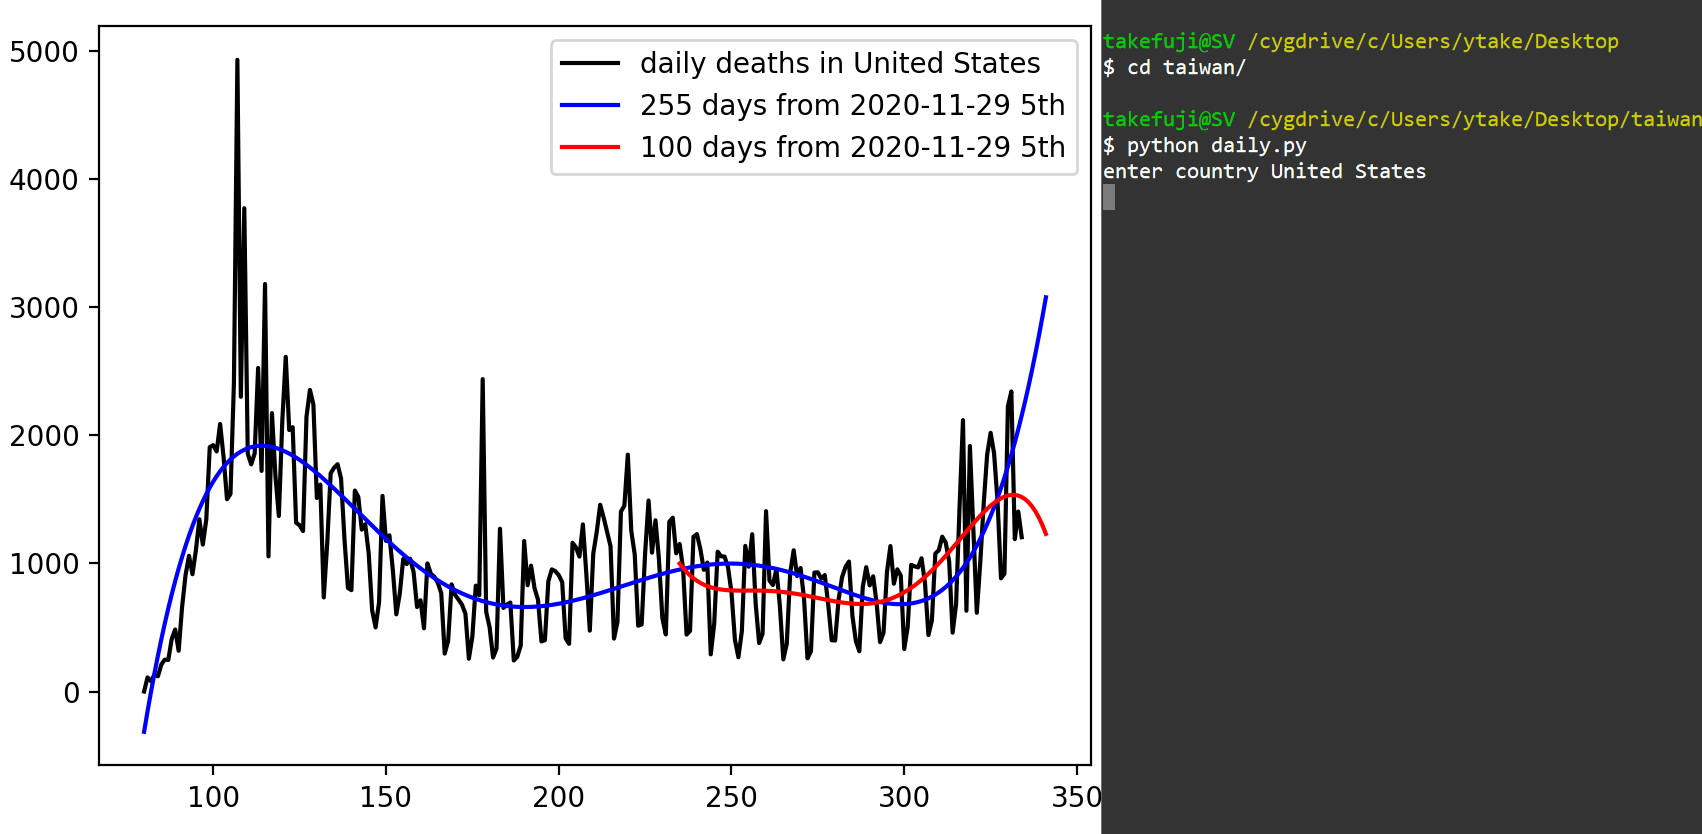 5000
4000
3000
2000
1000
0
100
150
200
250
300
350
daily deaths in United States
255 days from 2020-11-29 5th
100 days from 2020-11-29 5th
takefuji@SV /cygdrive/c/Users/ytake/Desktop
$ cd taiwan/
takefuji@SV /cygdrive/c/Users/ytake/Desktop/taiwan
$ python daily.py
enter country United States